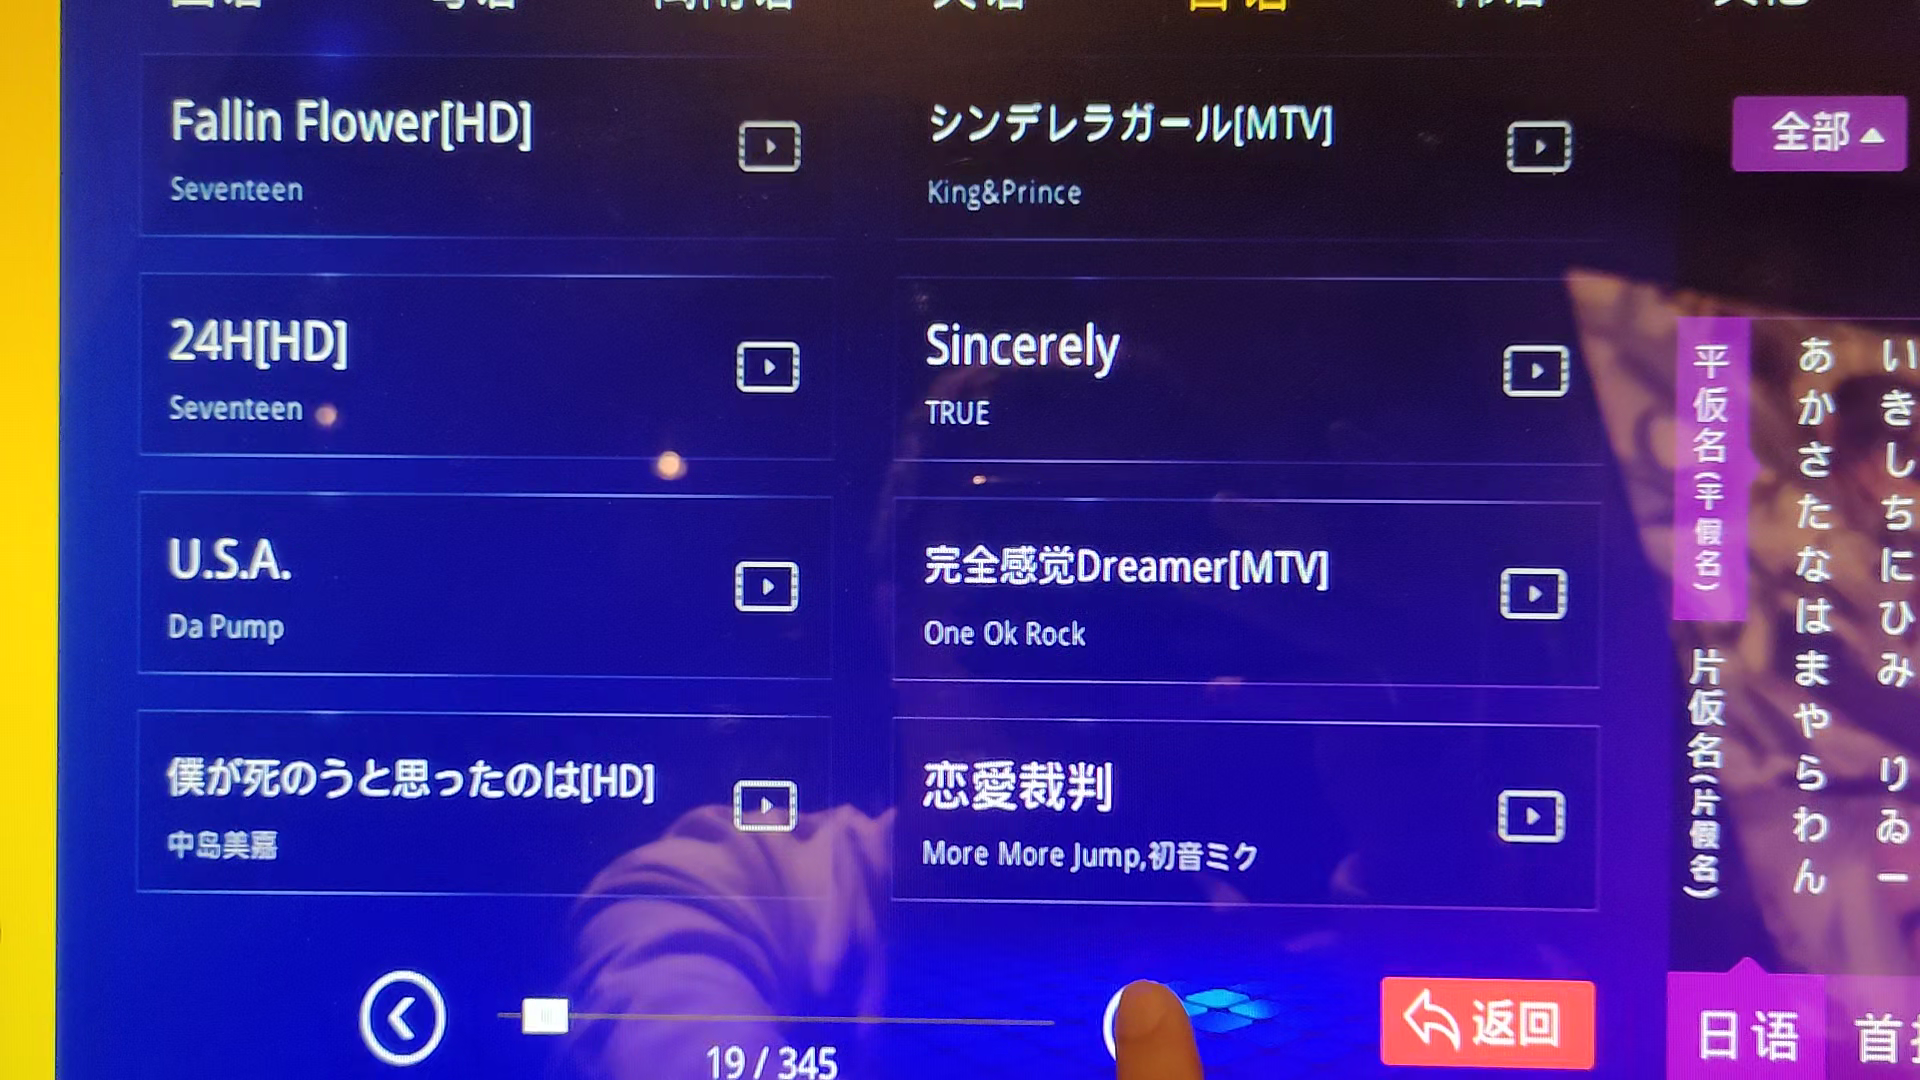 日语
Fallin Flower[HD]
Seventeen
シンデレラガール[MTV]
King&Prince
全部
24H[HD]
Seventeen
Sincerely
TRUE
U.S.A.
Da Pump
完全感觉Dreamer[MTV]
One Ok Rock
僕が死のうと思ったのは[HD]
中岛美嘉
恋愛裁判
More More Jump,初音ミク
平仮名(平假名)
片仮名(片假名)
あかさたなはまやらわん
いきしちにひみ りゐー
19 / 345
返回
日语
首